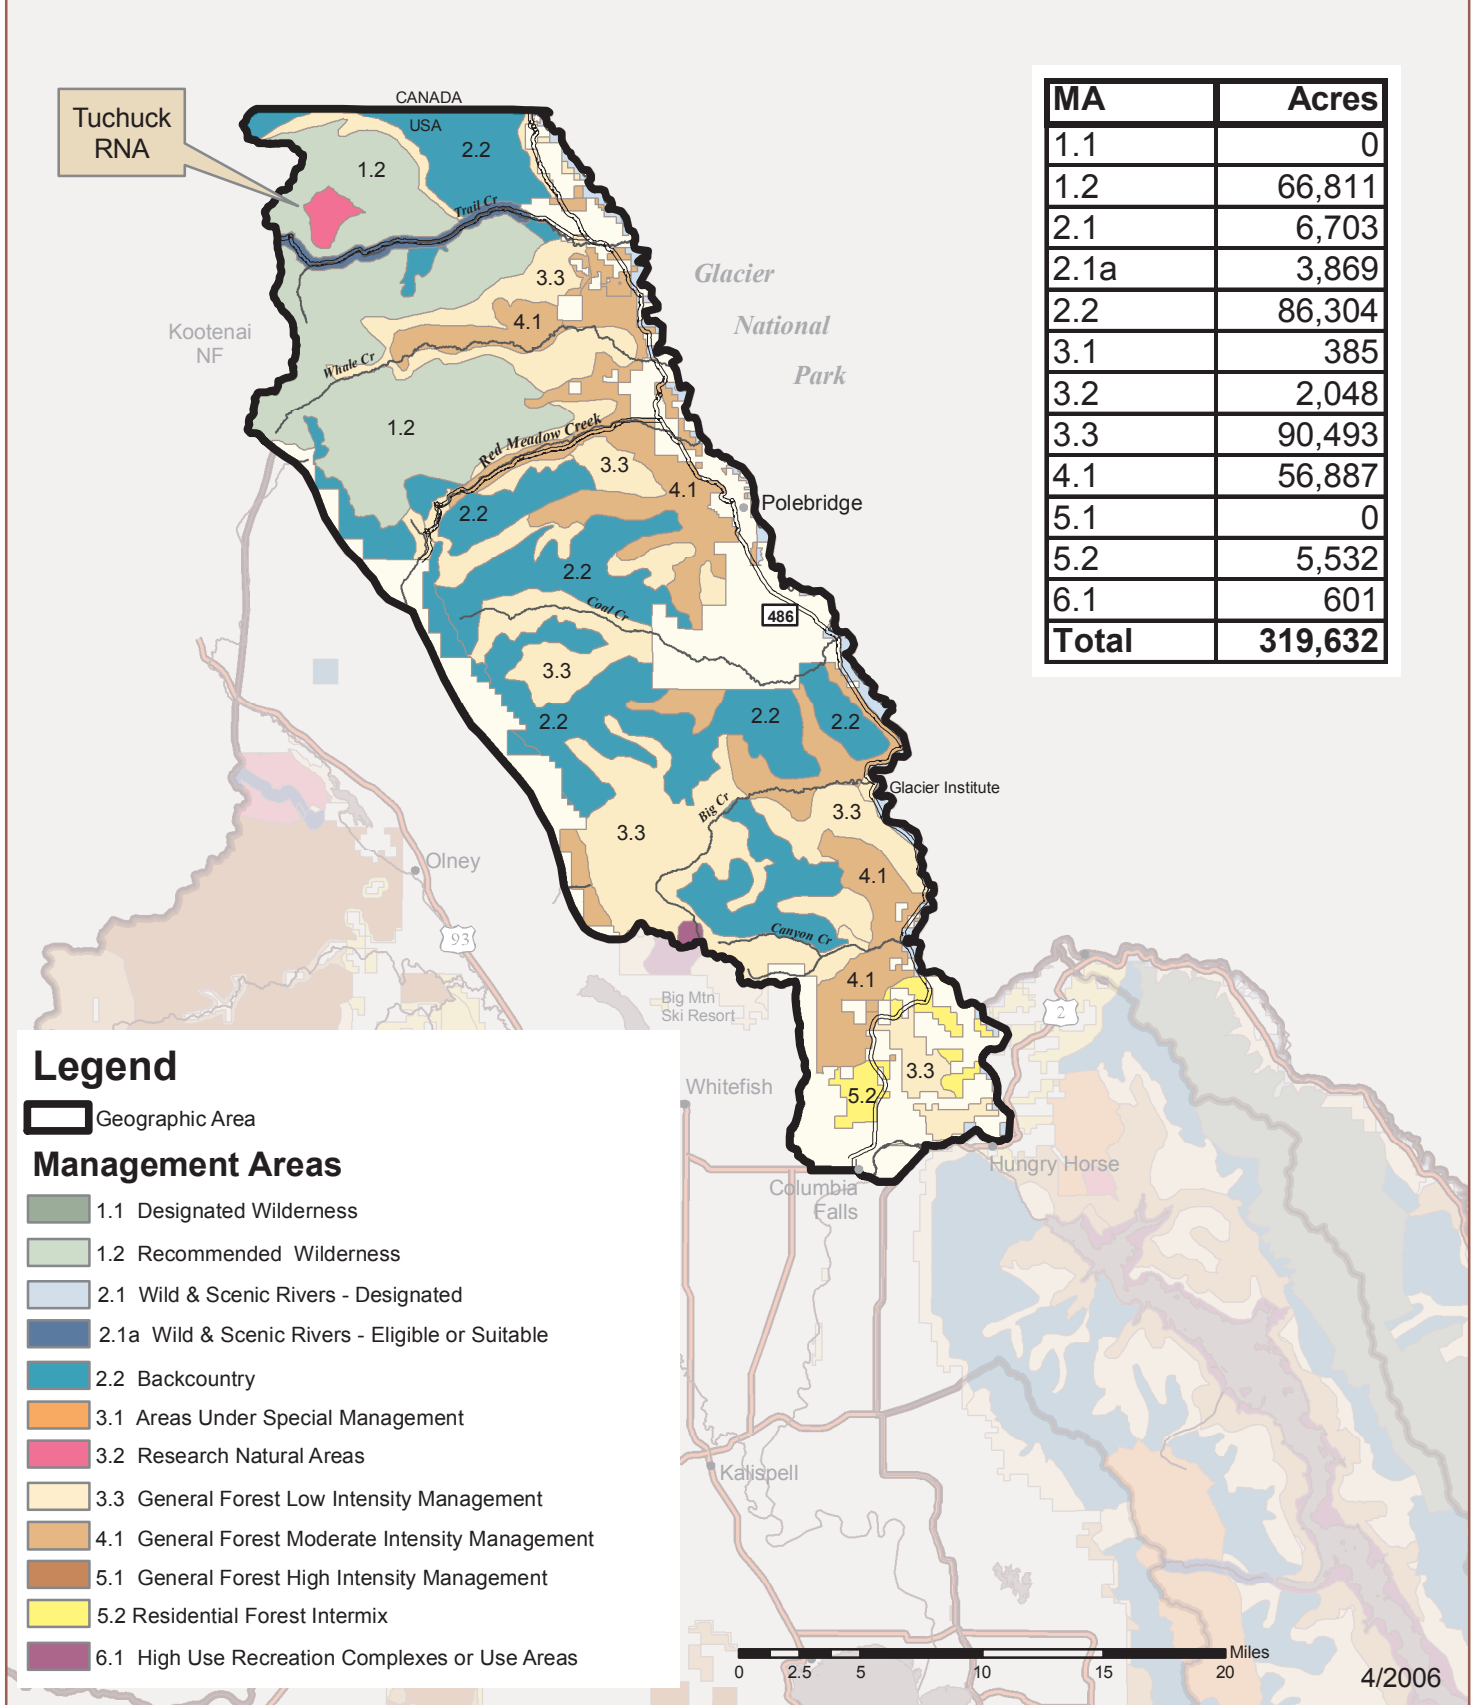 CANADA
USA
Tuchuck
RNA
1.2
2.2
Trail Cr
3.3
4.1
Glacier
National
Park
Kootenai
NF
Whale Cr
1.2
Red Meadow Creek
3.3
4.1
Polebridge
2.2
2.2
Coal Cr
486
3.3
2.2
2.2
2.2
Glacier Institute
Big Cr
3.3
3.3
Olney
4.1
93
Canyon Cr
4.1
Big Mtn
Ski Resort
2
3.3
5.2
Whitefish
Hungry Horse
Columbia
Falls
Kalispell
MA Acres
1.1 0
1.2 66,811
2.1 6,703
2.1a 3,869
2.2 86,304
3.1 385
3.2 2,048
3.3 90,493
4.1 56,887
5.1 0
5.2 5,532
6.1 601
Total 319,632
Legend
Geographic Area
Management Areas
1.1 Designated Wilderness
1.2 Recommended Wilderness
2.1 Wild & Scenic Rivers - Designated
2.1a Wild & Scenic Rivers - Eligible or Suitable
2.2 Backcountry
3.1 Areas Under Special Management
3.2 Research Natural Areas
3.3 General Forest Low Intensity Management
4.1 General Forest Moderate Intensity Management
5.1 General Forest High Intensity Management
5.2 Residential Forest Intermix
6.1 High Use Recreation Complexes or Use Areas
Miles
0 2.5 5 10 15 20
4/2006